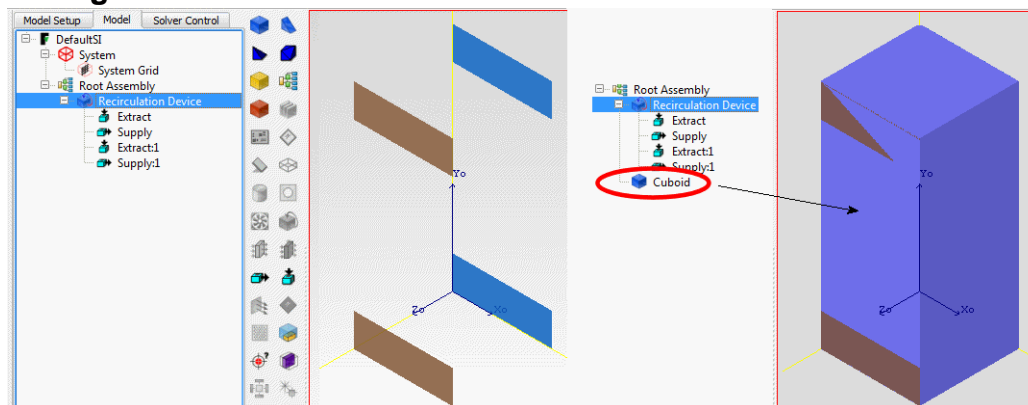 Model Setup Model Solver Control
DefaultSI
System
System Grid
Root Assembly
Recirculation Device
Extract
Supply
Extract:1
Supply:1
Yo
Zo
Xo
Root Assembly
Recirculation Device
Extract
Supply
Extract:1
Supply:1
Cuboid
Yo
Zo
Xo